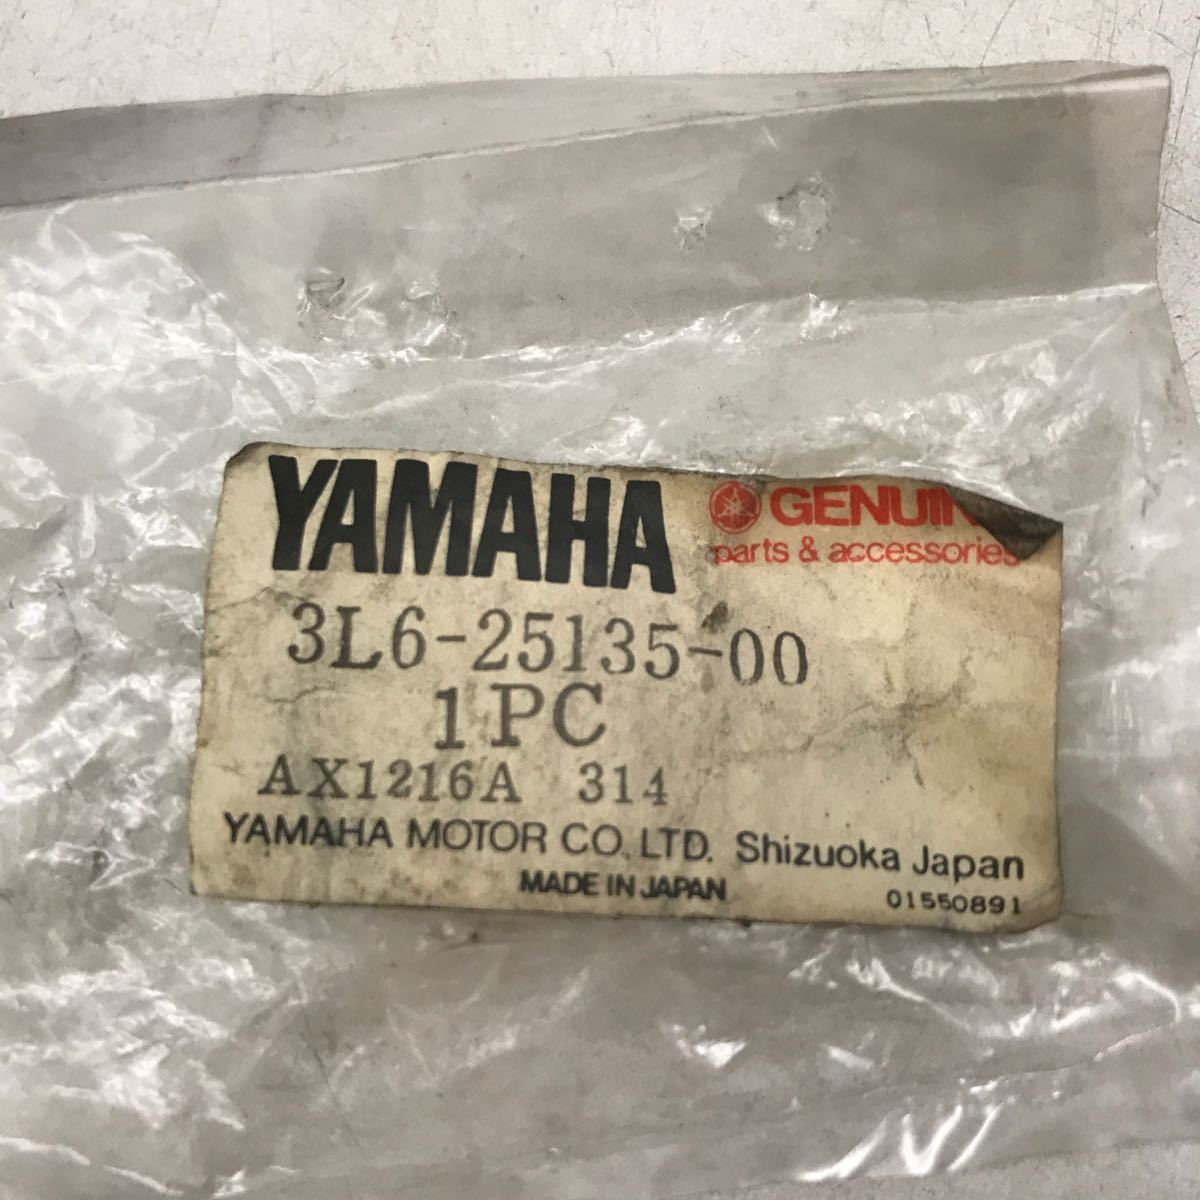 YAMAHA GENUIN
parts & accessories
3L6-25135-00
1PC
AX1216A 314
YAMAHA MOTOR CO., LTD. Shizuoka Japan
MADE IN JAPAN
01550891